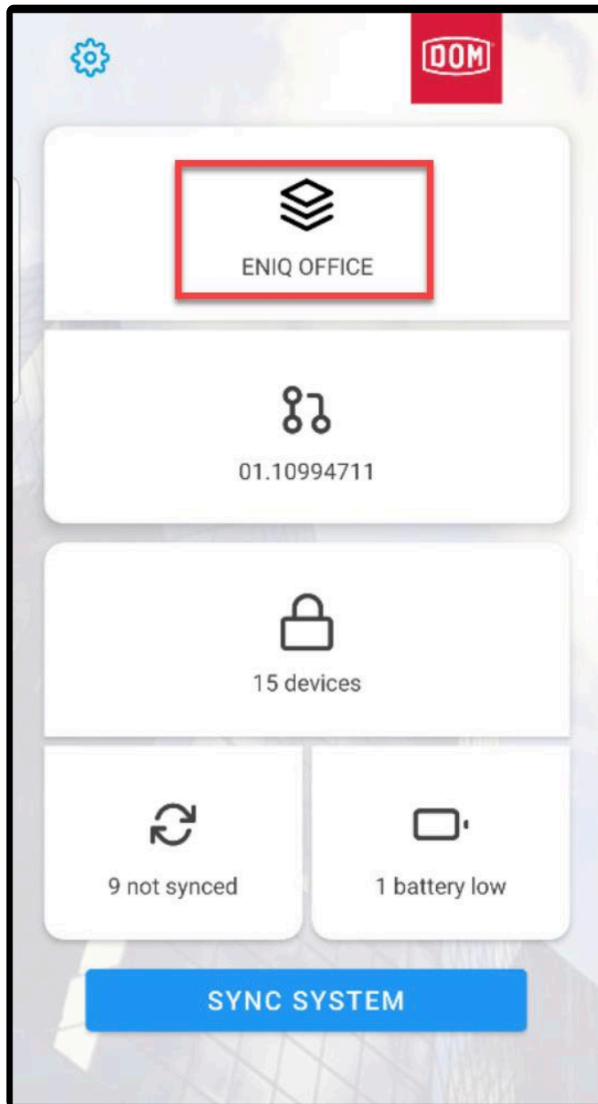 DOM
ENIQ OFFICE
01.10994711
15 devices
9 not synced
1 battery low
SYNC SYSTEM